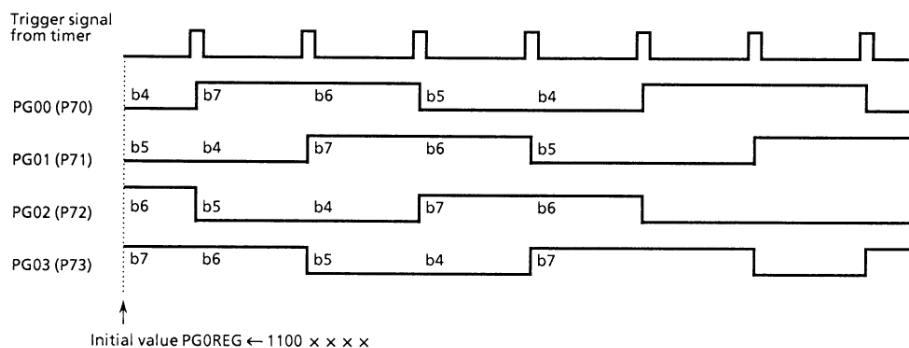 Trigger signal
from timer
PG00 (P70) b4 b7 b6 b5 b4
PG01 (P71) b5 b4 b7 b6 b5
PG02 (P72) b6 b5 b4 b7 b6
PG03 (P73) b7 b6 b5 b4 b7
Initial value PG0REG ← 1100 × × × ×